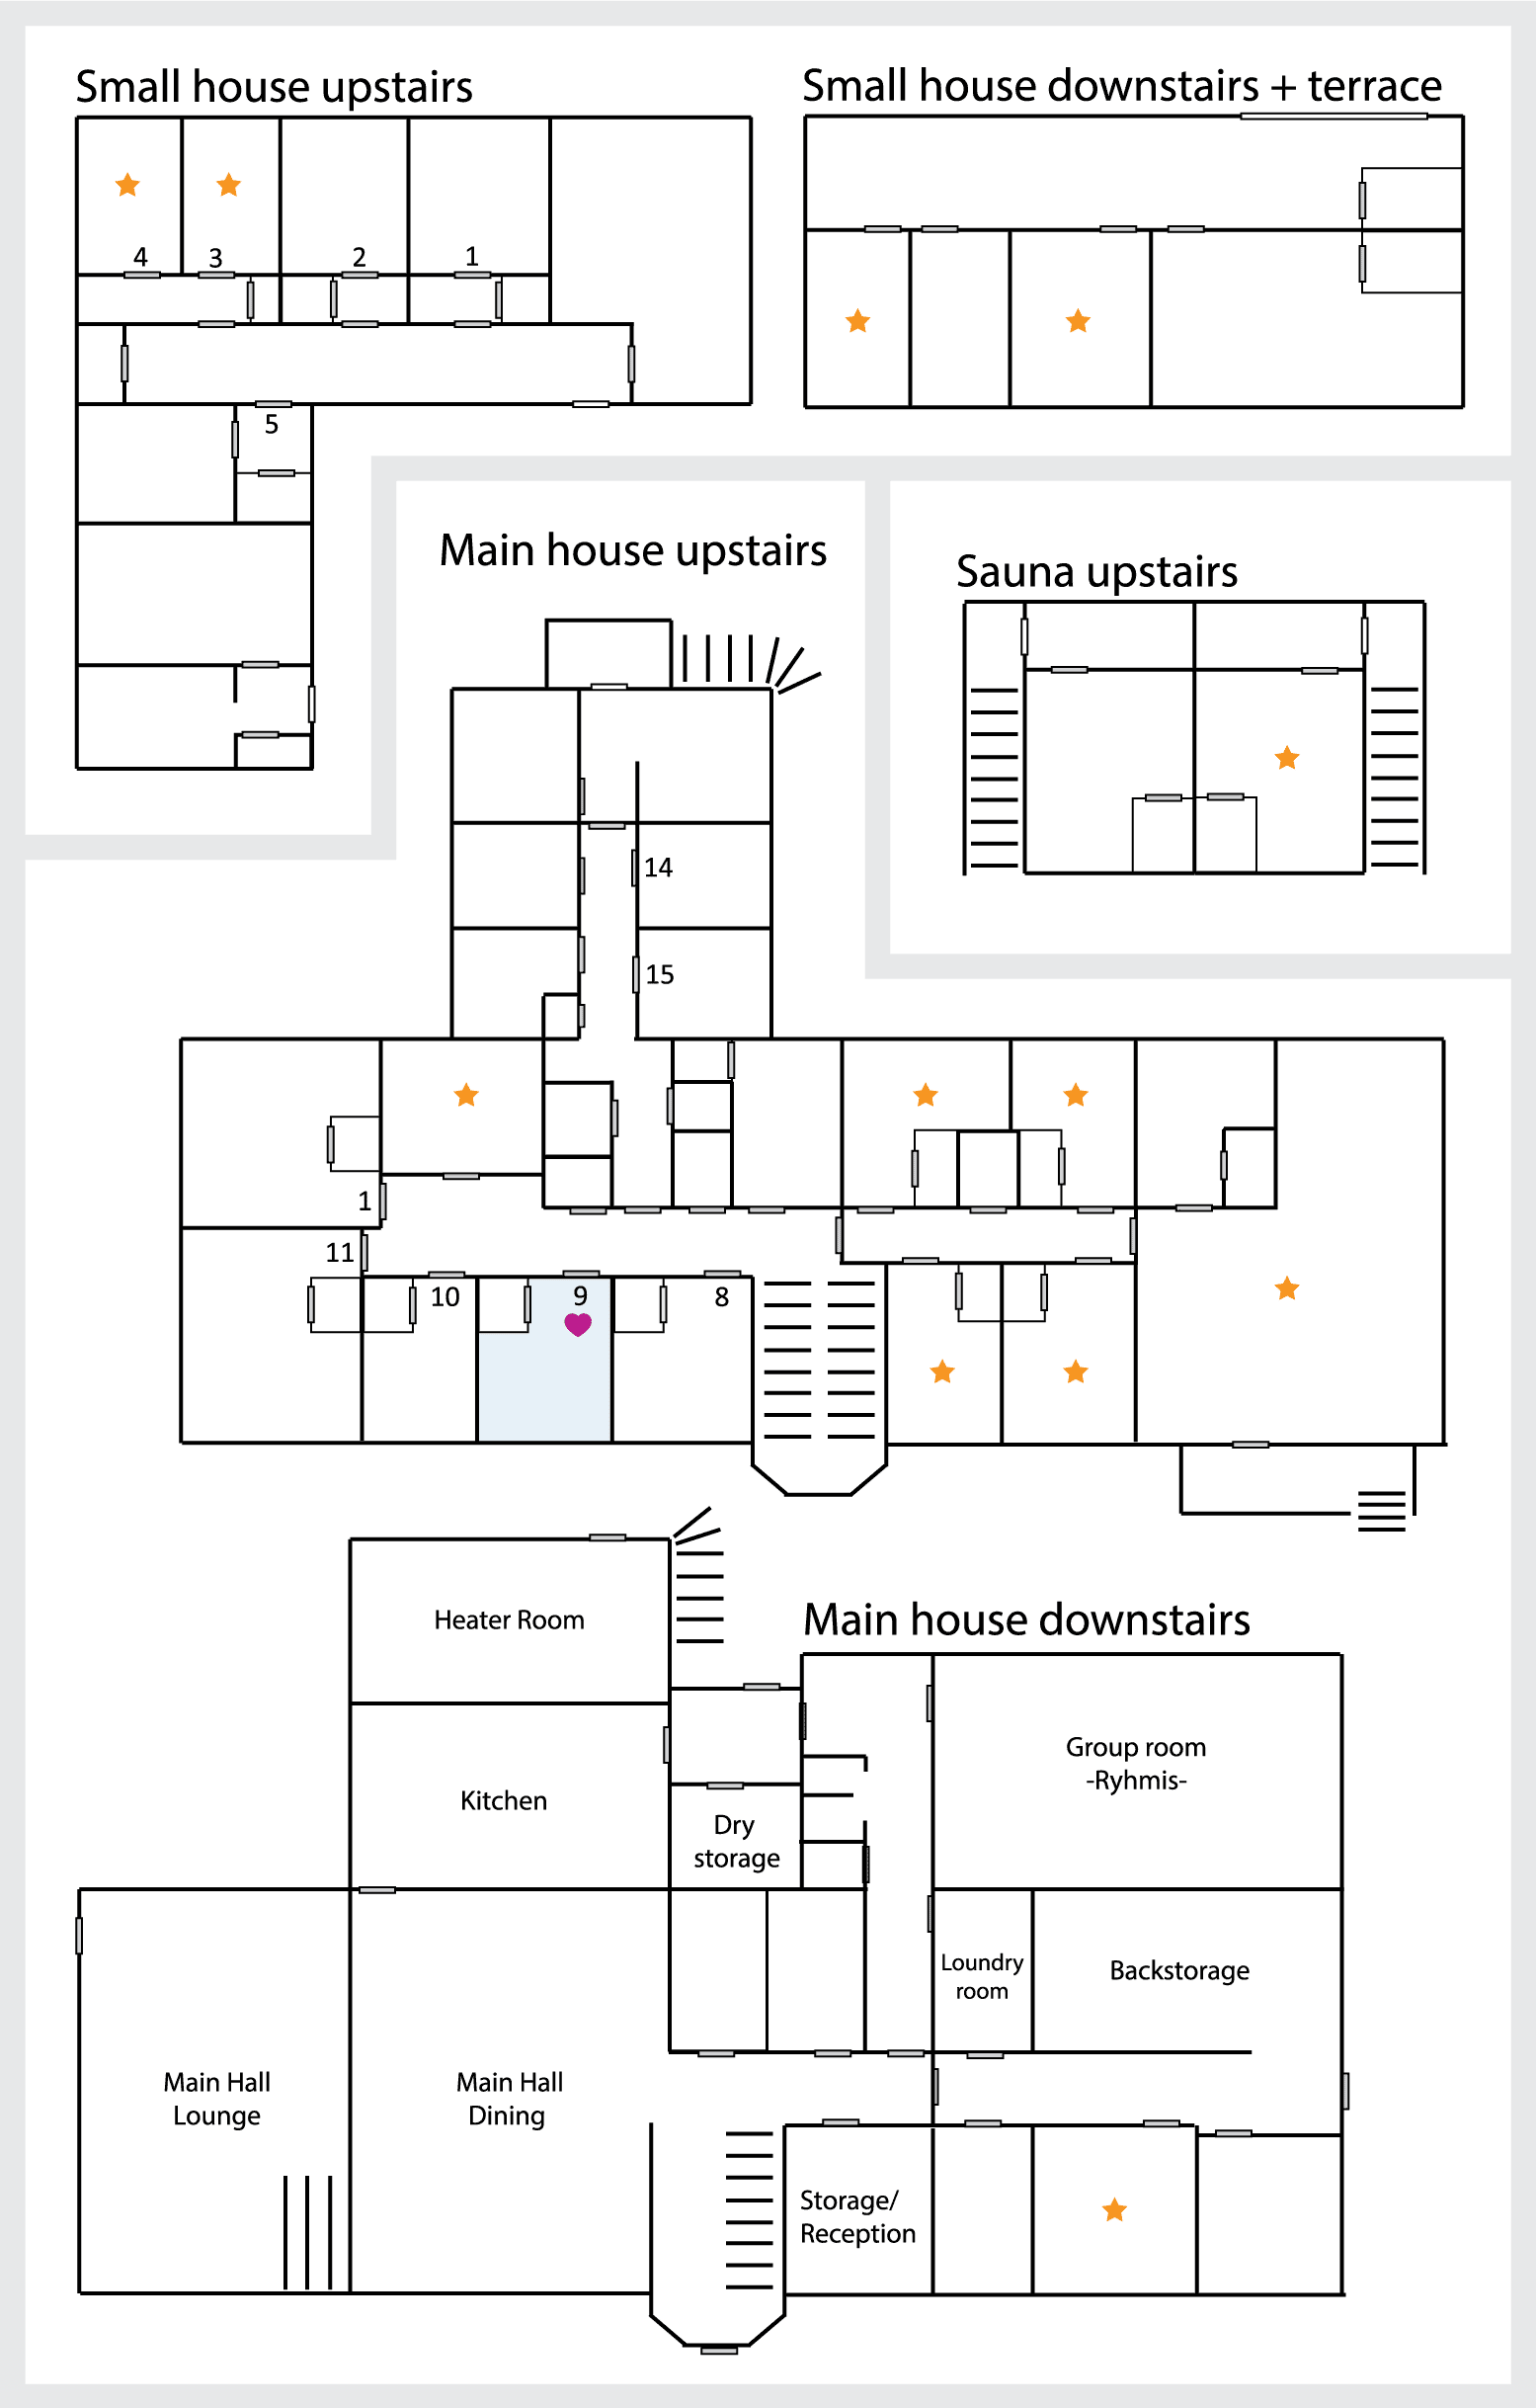 Small house upstairs
Small house downstairs + terrace
4
3
2
1
5
Main house upstairs
Sauna upstairs
14
15
1
11
10
9
8
Heater Room
Main house downstairs
Group room
-Ryhmis-
Kitchen
Dry
storage
Loundry
room
Backstorage
Main Hall
Lounge
Main Hall
Dining
Storage/
Reception